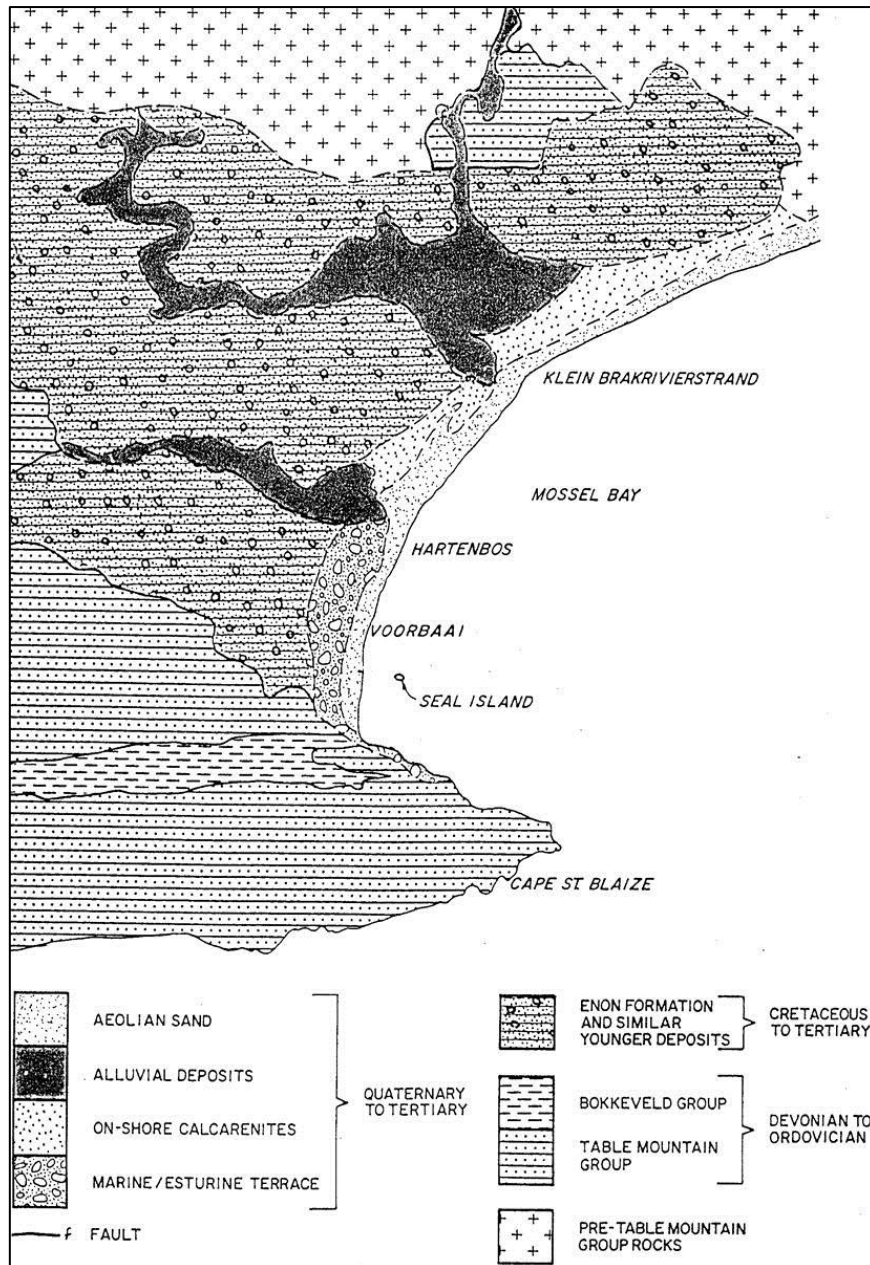 KLEIN BRAKRIVIERSTRAND
MOSSEL BAY
HARTENBOS
VOORBAAI
SEAL ISLAND
CAPE ST BLAIZE
AEOLIAN SAND
ALLUVIAL DEPOSITS
ON-SHORE CALCARENITES
MARINE/ESTURINE TERRACE
QUATERNARY
TO TERTIARY
f FAULT
ENON FORMATION
AND SIMILAR
YOUNGER DEPOSITS
CRETACEOUS
TO TERTIARY
BOKKEVELD GROUP
TABLE MOUNTAIN
GROUP
DEVONIAN TO
ORDOVICIAN
PRE-TABLE MOUNTAIN
GROUP ROCKS